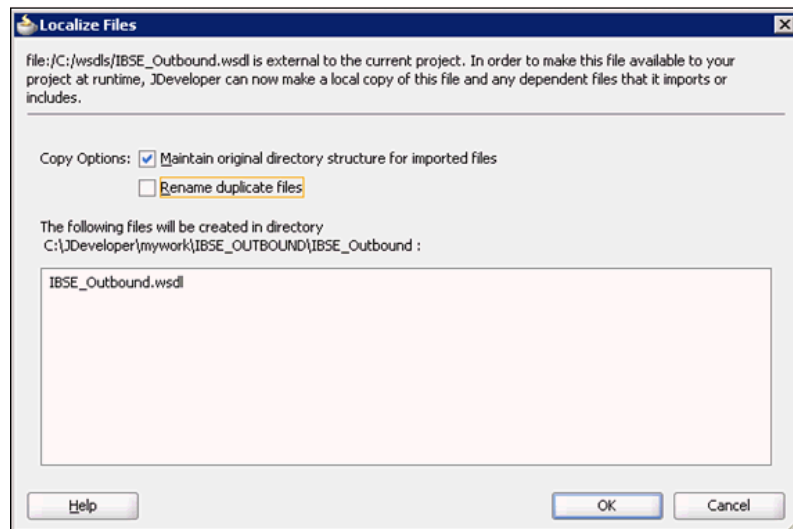 Localize Files
file:/C:/wsdls/IBSE_Outbound.wsdl is external to the current project. In order to make this file available to your
project at runtime, JDeveloper can now make a local copy of this file and any dependent files that it imports or
includes.
Copy Options: Maintain original directory structure for imported files
Rename duplicate files
The following files will be created in directory
C:\JDeveloper\mywork\IBSE_OUTBOUND\IBSE_Outbound :
IBSE_Outbound.wsdl
Help OK Cancel